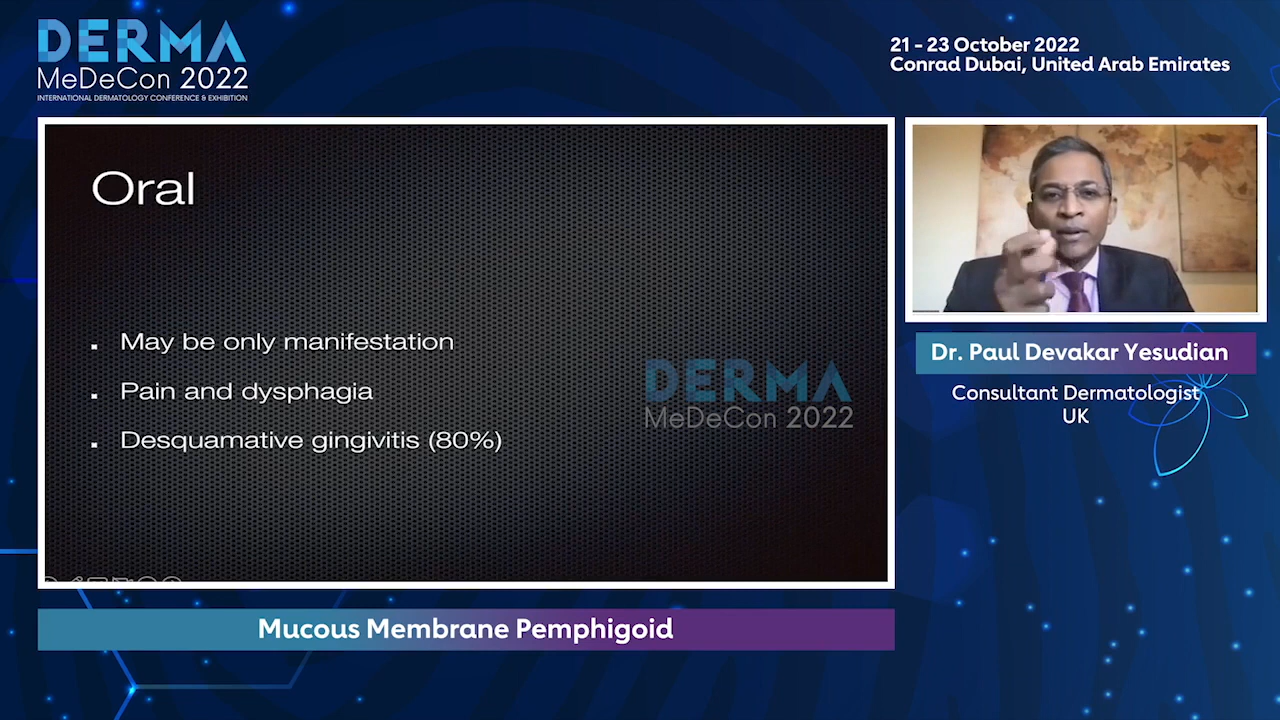 DERMA
MeDeCon 2022
INTERNATIONAL DERMATOLOGY CONFERENCE & EXHIBITION
21 - 23 October 2022
Conrad Dubai, United Arab Emirates
Oral
May be only manifestation
Pain and dysphagia
Desquamative gingivitis (80%)
DERMA
MeDeCon 2022
Dr. Paul Devakar Yesudian
Consultant Dermatologist
UK
Mucous Membrane Pemphigoid